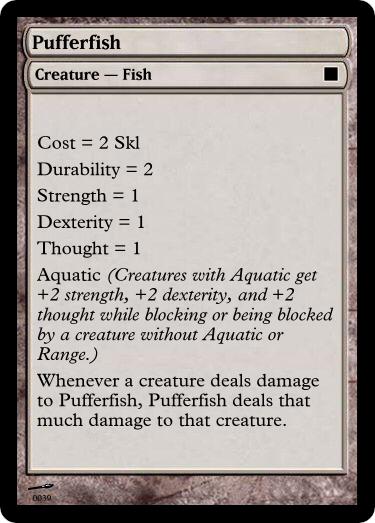 Pufferfish
Creature — Fish
Cost = 2 Skl
Durability = 2
Strength = 1
Dexterity = 1
Thought = 1
Aquatic (Creatures with Aquatic get
+2 strength, +2 dexterity, and +2
thought while blocking or being blocked
by a creature without Aquatic or
Range.)
Whenever a creature deals damage
to Pufferfish, Pufferfish deals that
much damage to that creature.
0039